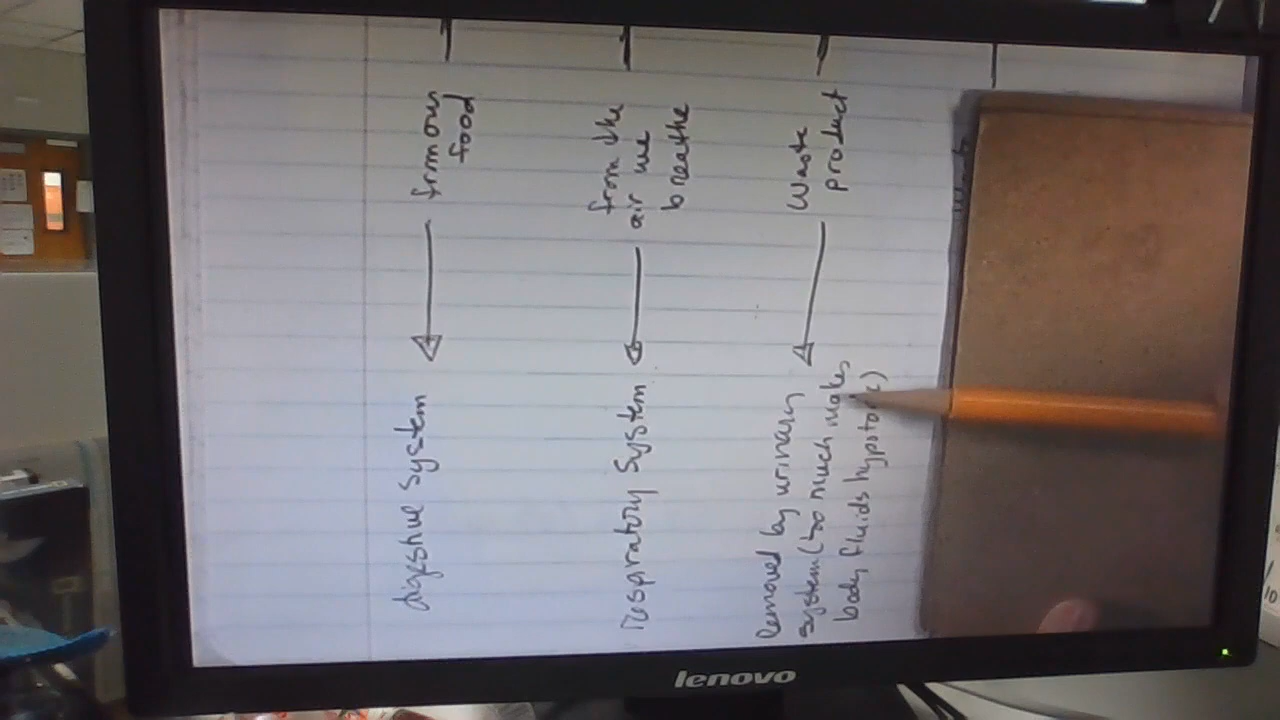 from our
food
digestive system
from the
air we
breathe
respiratory system
Waste
product
removed by urinary
system (too much makes
body fluids hypotonic)
lenovo